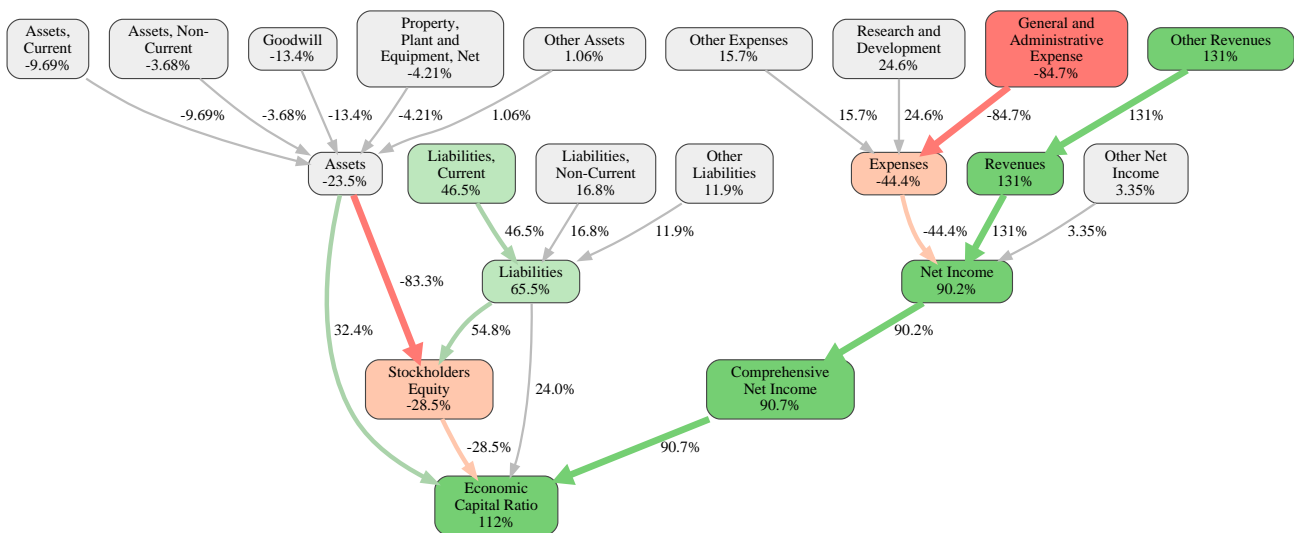 Assets,
Current
-9.69%
Assets, Non-
Current
-3.68%
Goodwill
-13.4%
Property,
Plant and
Equipment, Net
-4.21%
Other Assets
1.06%
Other Expenses
15.7%
Research and
Development
24.6%
General and
Administrative
Expense
-84.7%
Other Revenues
131%
-9.69%
-3.68%
-13.4%
-4.21%
1.06%
15.7%
24.6%
-84.7%
131%
Assets
-23.5%
Liabilities,
Current
46.5%
Liabilities,
Non-Current
16.8%
Other
Liabilities
11.9%
Expenses
-44.4%
Revenues
131%
Other Net
Income
3.35%
46.5%
16.8%
11.9%
-44.4%
131%
3.35%
Liabilities
65.5%
Net Income
90.2%
-83.3%
32.4%
54.8%
90.2%
Stockholders
Equity
-28.5%
24.0%
Comprehensive
Net Income
90.7%
-28.5%
90.7%
Economic
Capital Ratio
112%